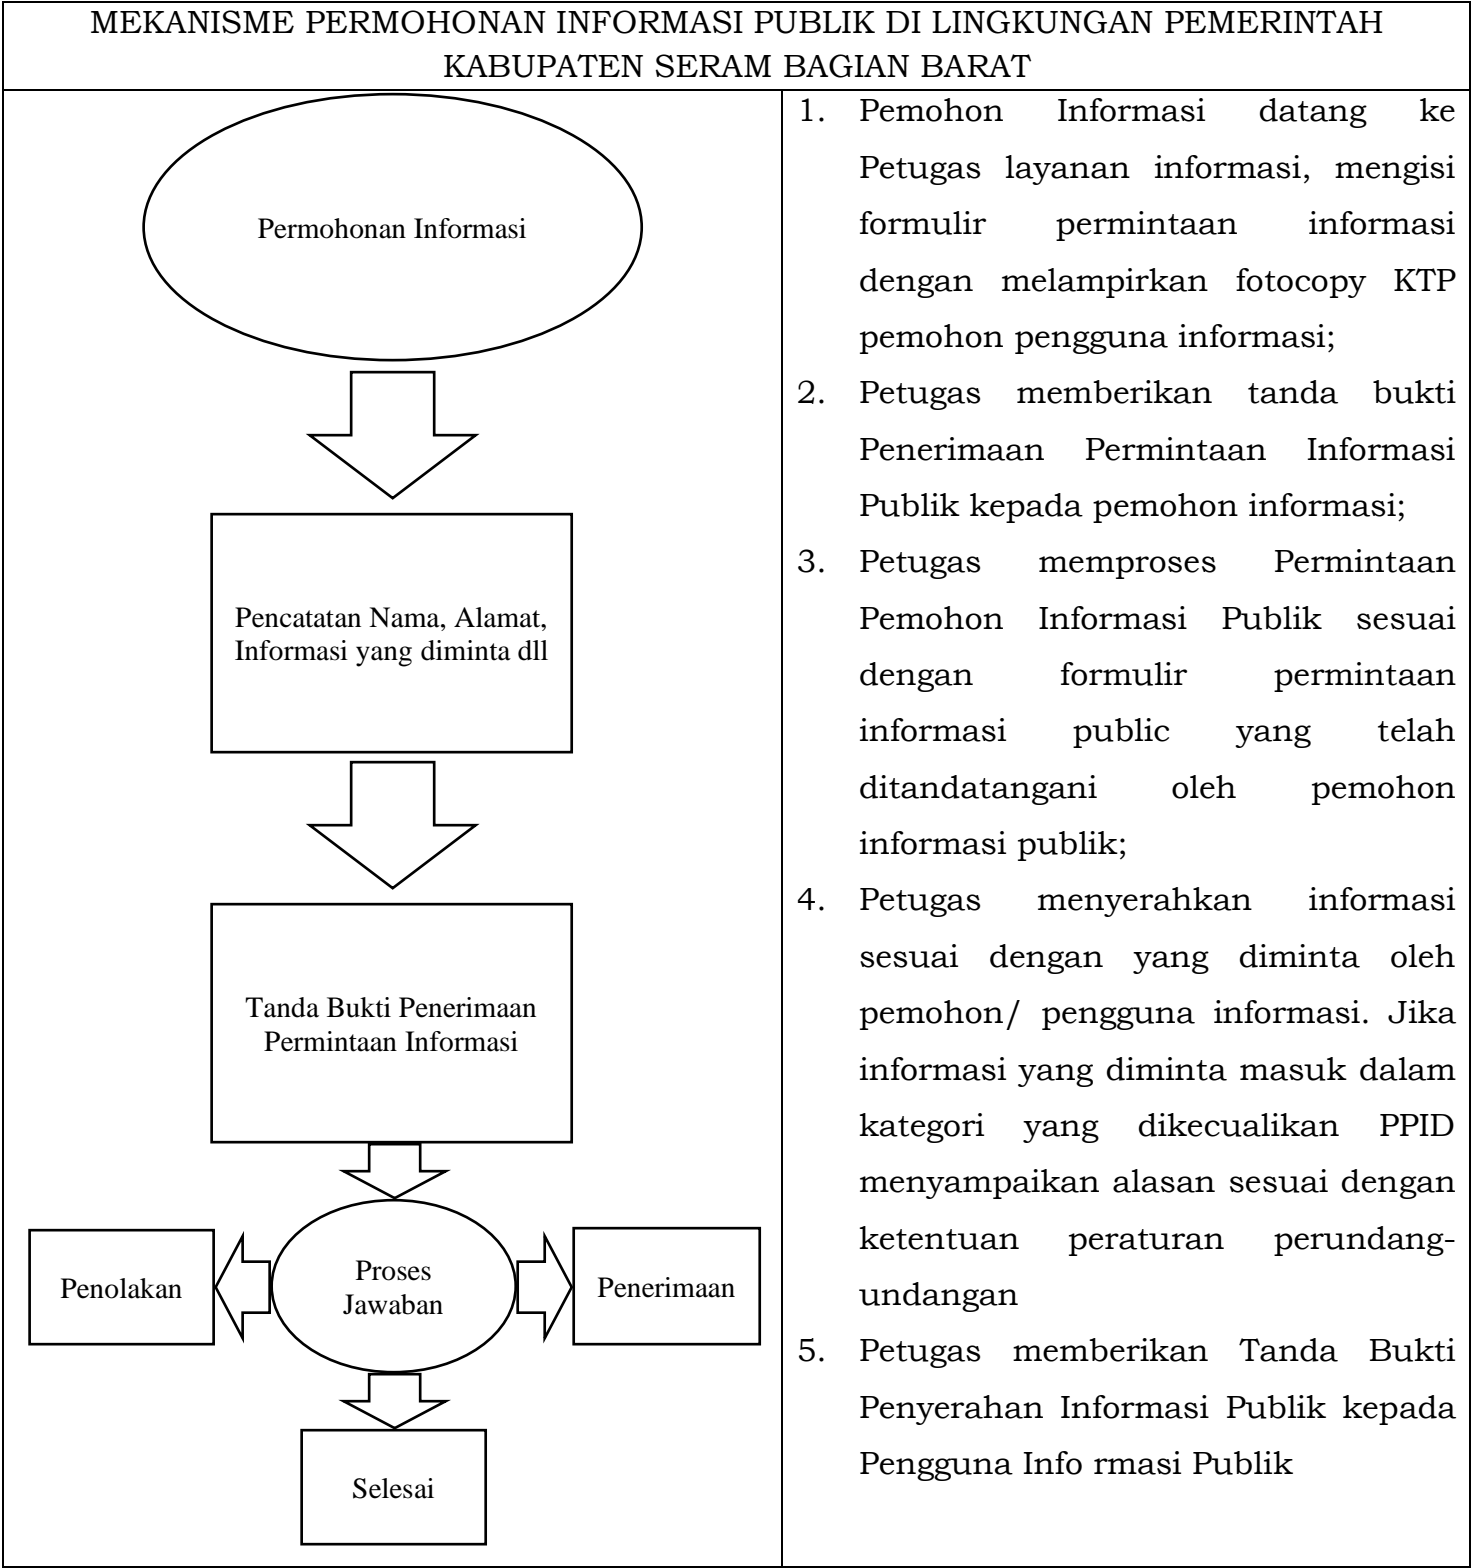 MEKANISME PERMOHONAN INFORMASI PUBLIK DI LINGKUNGAN PEMERINTAH
KABUPATEN SERAM BAGIAN BARAT
Permohonan Informasi
Pencatatan Nama, Alamat,
Informasi yang diminta dll
Tanda Bukti Penerimaan
Permintaan Informasi
Proses
Jawaban
Penolakan
Penerimaan
Selesai
1. Pemohon Informasi datang ke
Petugas layanan informasi, mengisi
formulir permintaan informasi
dengan melampirkan fotocopy KTP
pemohon pengguna informasi;
2. Petugas memberikan tanda bukti
Penerimaan Permintaan Informasi
Publik kepada pemohon informasi;
3. Petugas memproses Permintaan
Pemohon Informasi Publik sesuai
dengan formulir permintaan
informasi public yang telah
ditandatangani oleh pemohon
informasi publik;
4. Petugas menyerahkan informasi
sesuai dengan yang diminta oleh
pemohon/ pengguna informasi. Jika
informasi yang diminta masuk dalam
kategori yang dikecualikan PPID
menyampaikan alasan sesuai dengan
ketentuan peraturan perundang-
undangan
5. Petugas memberikan Tanda Bukti
Penyerahan Informasi Publik kepada
Pengguna Info rmasi Publik